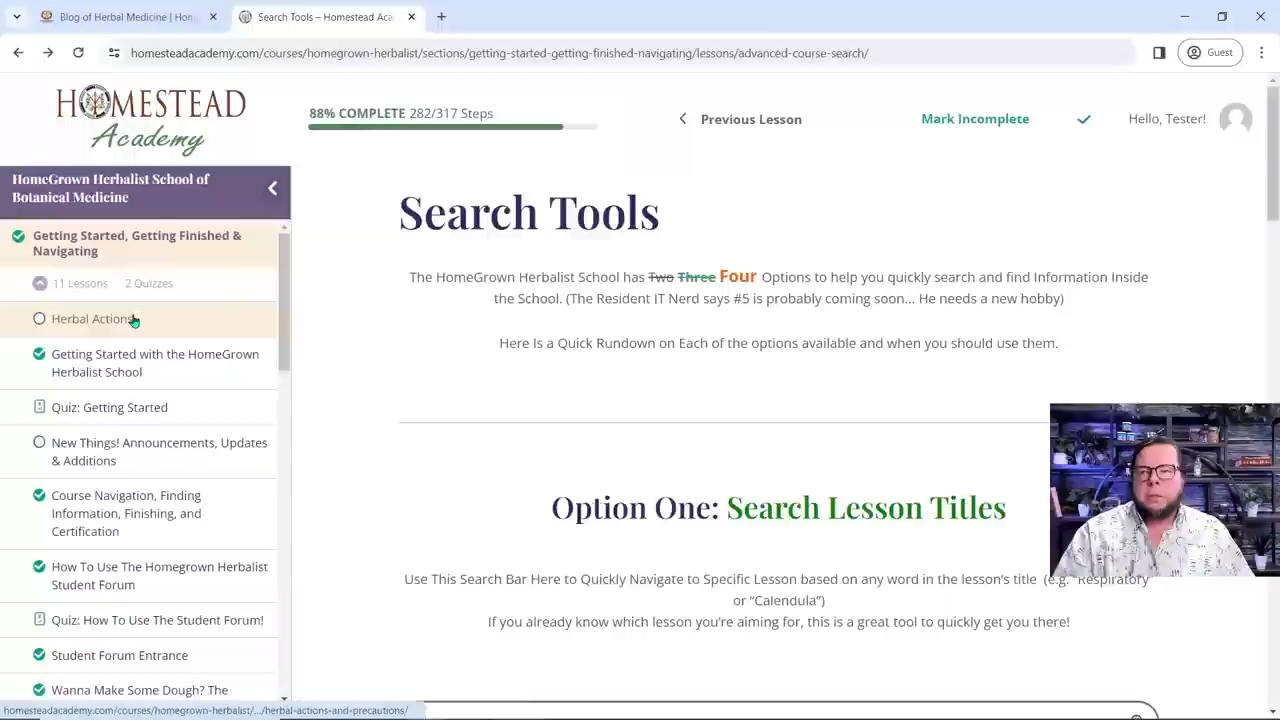 Blog of Herbal Medicine | Hon
Search Tools – Homestead Aca
homesteadacademy.com/courses/homegrown-herbalist/sections/getting-started-getting-finished-navigating/lessons/advanced-course-search/
Guest
HOMESTEAD
Academy
88% COMPLETE 282/317 Steps
Previous Lesson
Mark Incomplete
Hello, Tester!
HomeGrown Herbalist School of
Botanical Medicine
Getting Started, Getting Finished &
Navigating
11 Lessons 2 Quizzes
Herbal Actions
Getting Started with the HomeGrown
Herbalist School
Quiz: Getting Started
New Things! Announcements, Updates
& Additions
Course Navigation, Finding
Information, Finishing, and
Certification
How To Use The Homegrown Herbalist
Student Forum
Quiz: How To Use The Student Forum!
Student Forum Entrance
Wanna Make Some Dough? The
homesteadacademy.com/courses/homegrown-herbalist/.../herbal-actions-and-precautions/
Search Tools
The HomeGrown Herbalist School has Two Three Four Options to help you quickly search and find Information Inside
the School. (The Resident IT Nerd says #5 is probably coming soon... He needs a new hobby)
Here Is a Quick Rundown on Each of the options available and when you should use them.
Option One: Search Lesson Titles
Use This Search Bar Here to Quickly Navigate to Specific Lesson based on any word in the lesson's title (e.g. "Respiratory"
or "Calendula")
If you already know which lesson you're aiming for, this is a great tool to quickly get you there!